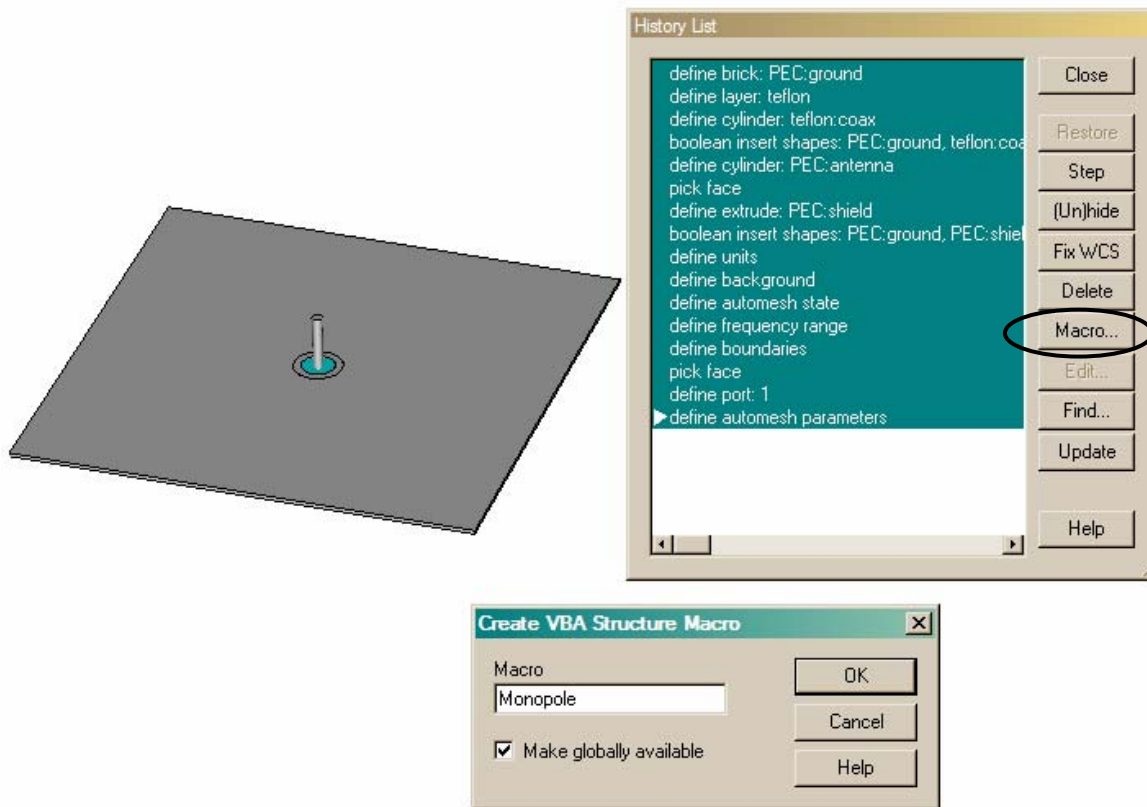 History List
define brick: PEC:ground
define layer: teflon
define cylinder: teflon:coax
boolean insert shapes: PEC:ground, teflon:coa
define cylinder: PEC:antenna
pick face
define extrude: PEC:shield
boolean insert shapes: PEC:ground, PEC:shiel
define units
define background
define automesh state
define frequency range
define boundaries
pick face
define port: 1
define automesh parameters
Close
Restore
Step
(Un)hide
Fix WCS
Delete
Macro...
Edit...
Find...
Update
Help
Create VBA Structure Macro
Macro
Monopole
Make globally available
OK
Cancel
Help